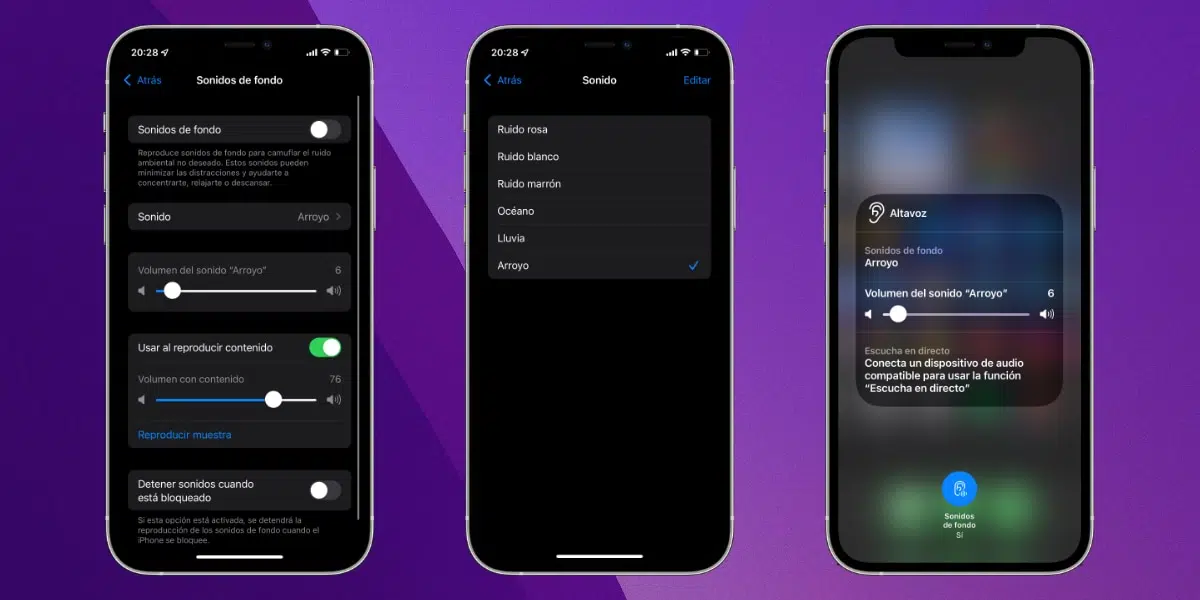 20:28
Atrás
Sonidos de fondo
Sonidos de fondo
Reproduce sonidos de fondo para camuflar el ruido
ambiental no deseado. Estos sonidos pueden
minimizar las distracciones y ayudarte a
concentrarte, relajarte o descansar.
Sonido
Arroyo
Volumen del sonido “Arroyo”
6
Usar al reproducir contenido
Volumen con contenido
76
Reproducir muestra
Detener sonidos cuando
está bloqueado
Si esta opción está activada, se detendrá la
reproducción de los sonidos de fondo cuando el
iPhone se bloquee.
20:28
Atrás
Sonido
Editar
Ruido rosa
Ruido blanco
Ruido marrón
Océano
Lluvia
Arroyo
Altavoz
Sonidos de fondo
Arroyo
Volumen del sonido “Arroyo”
6
Escucha en directo
Conecta un dispositivo de audio
compatible para usar la función
“Escucha en directo”
Sonidos
de fondo
Sí